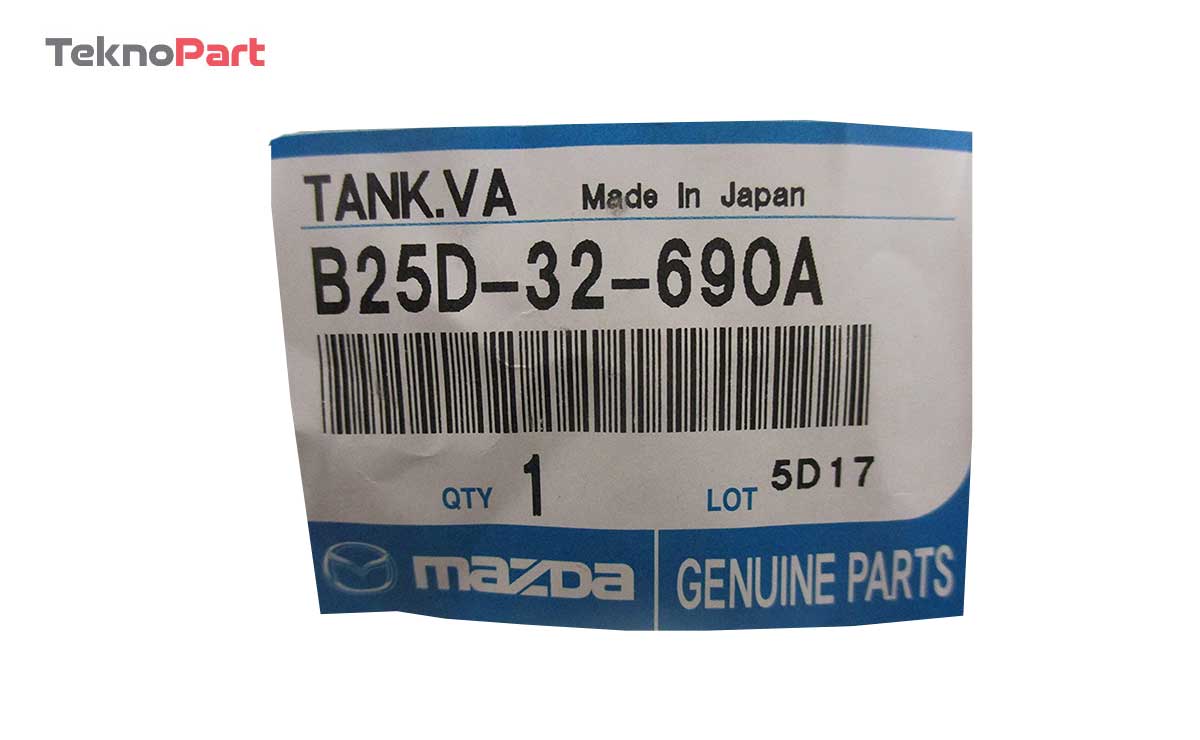 TeknoPart
TANK.VA Made In Japan
B25D-32-690A
QTY 1 LOT 5D17
mazda GENUINE PARTS